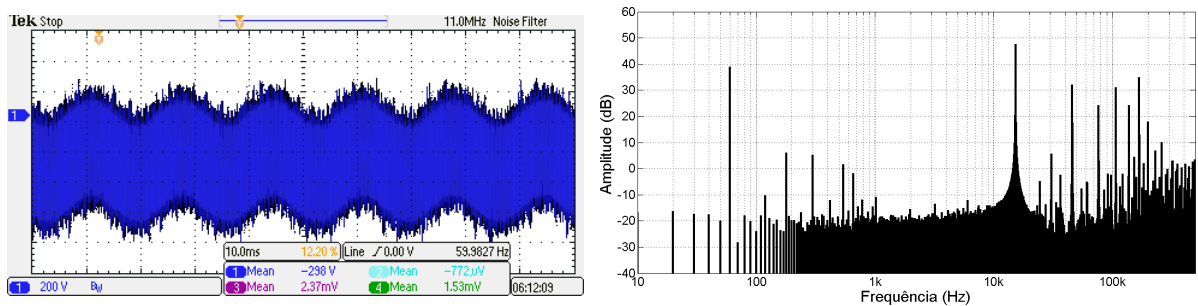 Tek Stop
11.0MHz Noise Filter
T
T
1
10.0ms 12.20 % Line ƒ 0.00 V 59.9827 Hz
1 Mean -298 V 2 Mean -772µV
3 Mean 2.37mV 4 Mean 1.53mV
1 200 V BW
06:12:09
60
50
40
30
20
10
0
-10
-20
-30
-40
10 100 1k 10k 100k
Amplitude (dB)
Frequência (Hz)